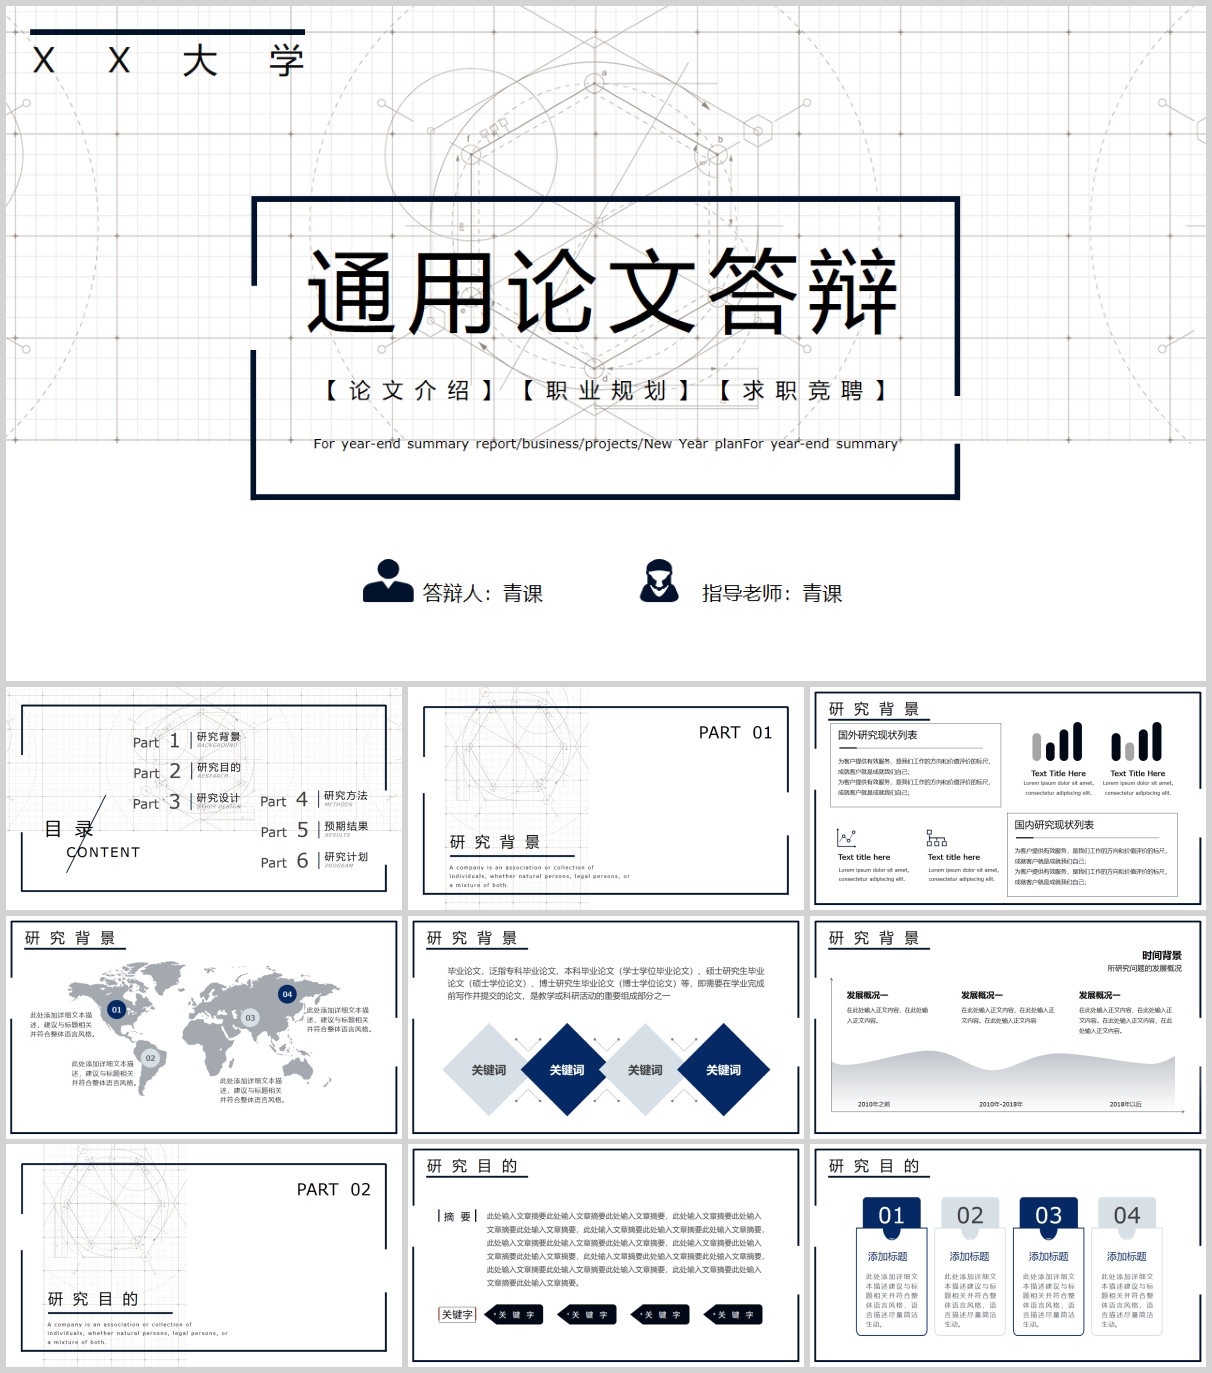 X X 大 学
通用论文答辩
【论文介绍】【职业规划】【求职竞聘】
For year-end summary report/business/projects/New Year planFor year-end summary
答辩人：青课
指导老师：青课
Part 1 研究背景
BACKGROUND
Part 2 研究目的
RESEARCH
Part 3 研究设计
STUDY DESIGN
Part 4 研究方法
METHODS
Part 5 预期结果
RESULTS
Part 6 研究计划
PROGRAM
目 录
CONTENT
PART 01
研 究 背 景
A company is an association or collection of
individuals, whether natural persons, legal persons, or
a mixture of both.
研 究 背 景
国外研究现状列表
为客户提供有效服务，是我们工作的方向和价值评价的标尺，
成就客户就是成就我们自己；
为客户提供有效服务，是我们工作的方向和价值评价的标尺，
成就客户就是成就我们自己；
Text Title Here
Lorem ipsum dolor sit amet,
consectetur adipiscing elit.
Text Title Here
Lorem ipsum dolor sit amet,
consectetur adipiscing elit.
Text title here
Lorem ipsum dolor sit amet,
consectetur adipiscing elit.
Text title here
Lorem ipsum dolor sit amet,
consectetur adipiscing elit.
国内研究现状列表
为客户提供有效服务，是我们工作的方向和价值评价的标尺，
成就客户就是成就我们自己；
为客户提供有效服务，是我们工作的方向和价值评价的标尺，
成就客户就是成就我们自己；
研 究 背 景
01
此处添加详细文本描
述，建议与标题相关
并符合整体语言风格。
02
此处添加详细文本描
述，建议与标题相关
并符合整体语言风格。
03
此处添加详细文本描
述，建议与标题相关
并符合整体语言风格。
04
此处添加详细文本描
述，建议与标题相关
并符合整体语言风格。
研 究 背 景
毕业论文，泛指专科毕业论文、本科毕业论文（学士学位毕业论文）、硕士研究生毕业
论文（硕士学位论文）、博士研究生毕业论文（博士学位论文）等，即需要在学业完成
前写作并提交的论文，是教学或科研活动的重要组成部分之一
关键词
关键词
关键词
关键词
研 究 背 景
时间背景
所研究问题的发展概况
发展概况一
在此处输入正文内容，在此处输
入正文内容。
发展概况一
在此处输入正文内容，在此处输入正
文内容。在此处输入正文内容
发展概况一
在此处输入正文内容，在此处输入正
文内容。在此处输入正文内容，在此
处输入正文内容。
2010年之前
2010年-2018年
2018年以后
PART 02
研 究 目 的
A company is an association or collection of
individuals, whether natural persons, legal persons, or
a mixture of both.
研 究 目 的
摘 要
此处输入文章摘要此处输入文章摘要此处输入文章摘要，此处输入文章摘要此处输入
文章摘要此处输入文章摘要，此处输入文章摘要此处输入文章摘要此处输入文章摘要，
此处输入文章摘要此处输入文章摘要此处输入文章摘要，此处输入文章摘要此处输入
文章摘要此处输入文章摘要，此处输入文章摘要此处输入文章摘要此处输入文章摘要，
此处输入文章摘要此处输入文章摘要此处输入文章摘要，此处输入文章摘要此处输入
文章摘要此处输入文章摘要。
关键字
关 键 字
关 键 字
关 键 字
关 键 字
研 究 目 的
01
添加标题
此处添加详细文
本描述建议与标
题相关并符合整
体语言风格，语
言描述尽量简洁
生动。
02
添加标题
此处添加详细文
本描述建议与标
题相关并符合整
体语言风格，语
言描述尽量简洁
生动。
03
添加标题
此处添加详细文
本描述建议与标
题相关并符合整
体语言风格，语
言描述尽量简洁
生动。
04
添加标题
此处添加详细文
本描述建议与标
题相关并符合整
体语言风格，语
言描述尽量简洁
生动。